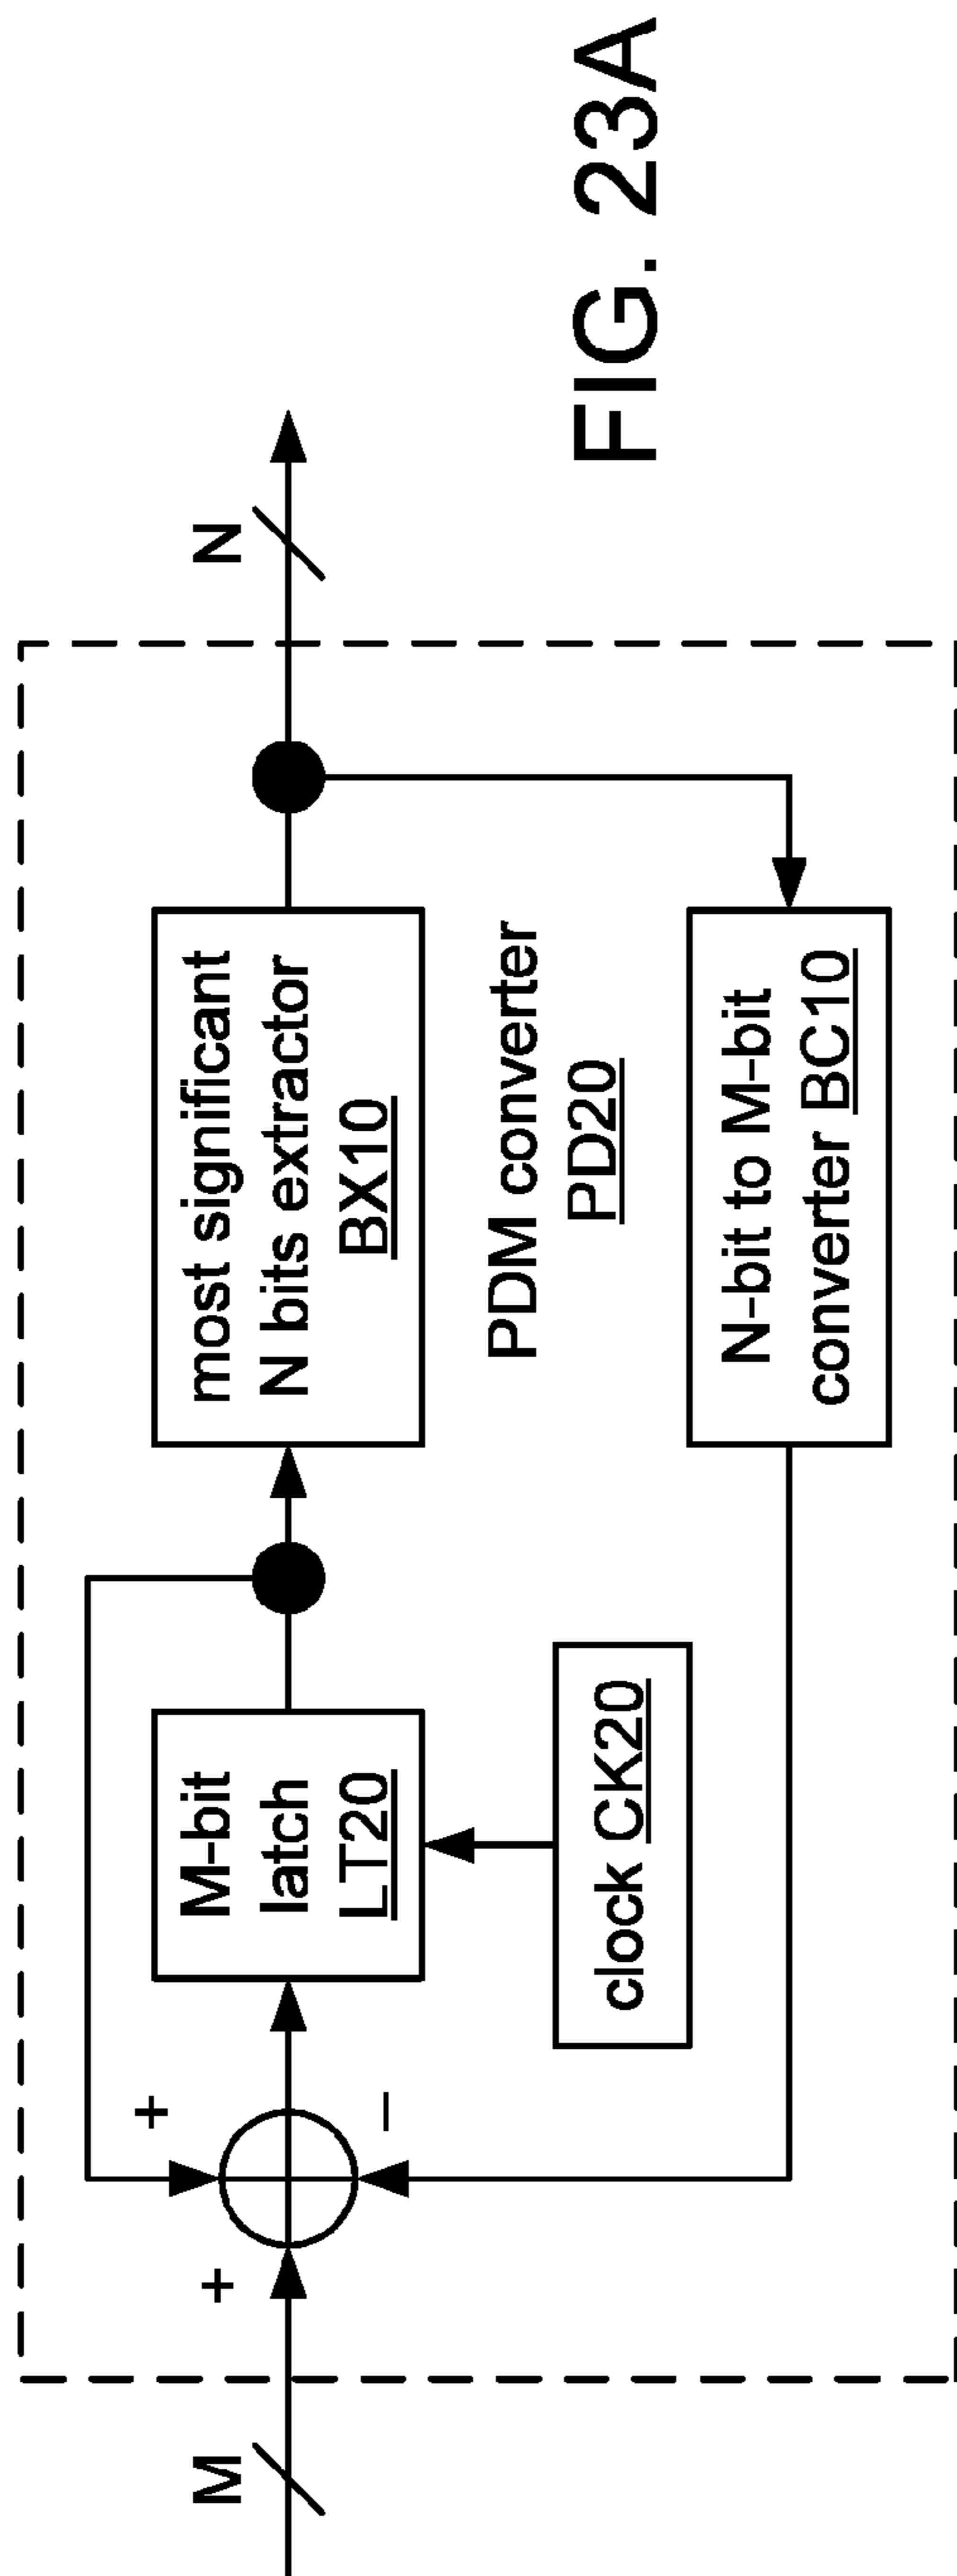 M
+
+
−
M-bit
latch
LT20
clock CK20
most significant
N bits extractor
BX10
PDM converter
PD20
N-bit to M-bit
converter BC10
N
FIG. 23A